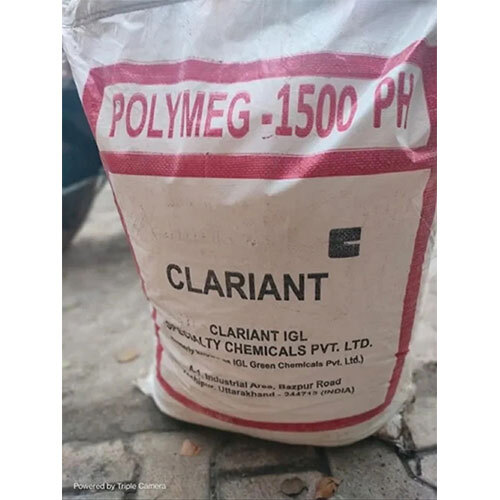 POLYMEG -1500 PH
CLARIANT
CLARIANT IGL
SPECIALTY CHEMICALS PVT. LTD.
IGL Green Chemicals Pvt. Ltd.)
A-1, Industrial Area, Bazpur Road
Uttarakhand - 244713 (INDIA)
Powered by Triple Camera